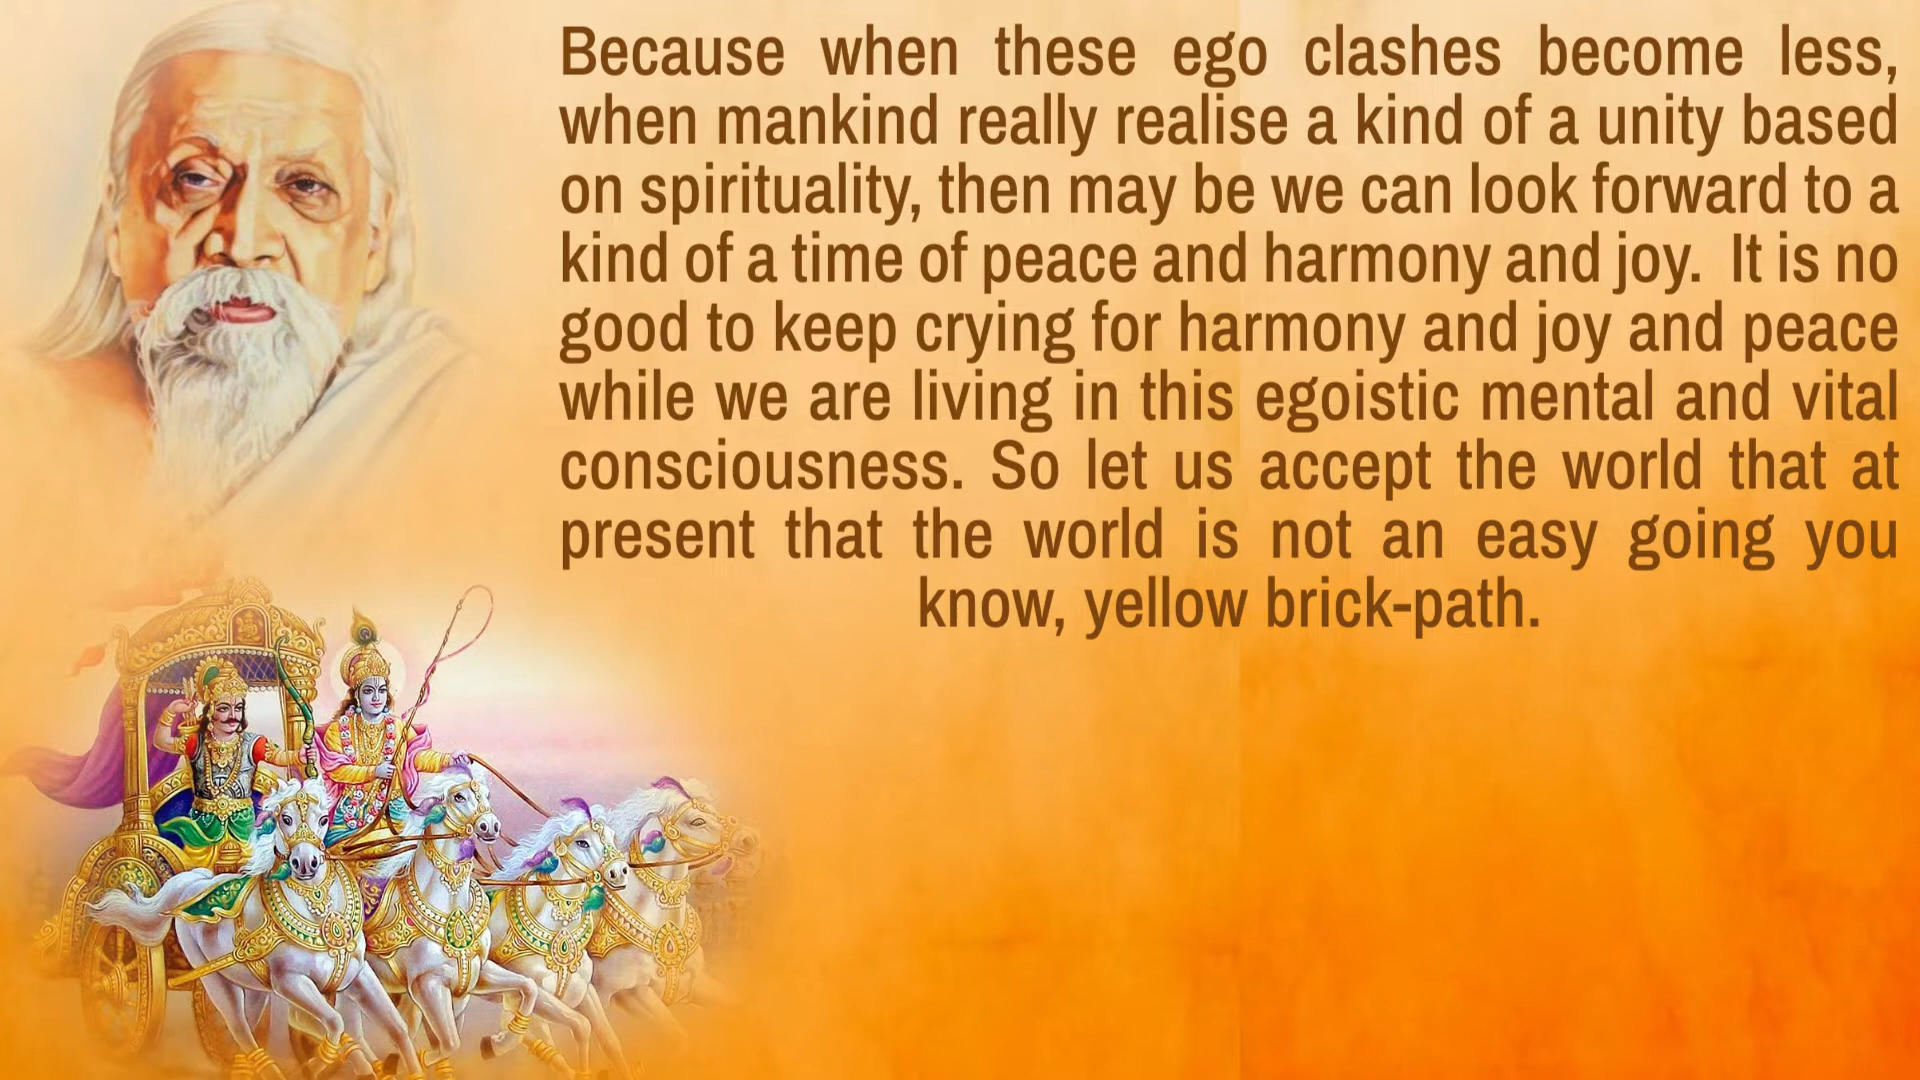 Because when these ego clashes become less,
when mankind really realise a kind of a unity based
on spirituality, then may be we can look forward to a
kind of a time of peace and harmony and joy.  It is no
good to keep crying for harmony and joy and peace
while we are living in this egoistic mental and vital
consciousness. So let us accept the world that at
present that the world is not an easy going you
know, yellow brick-path.